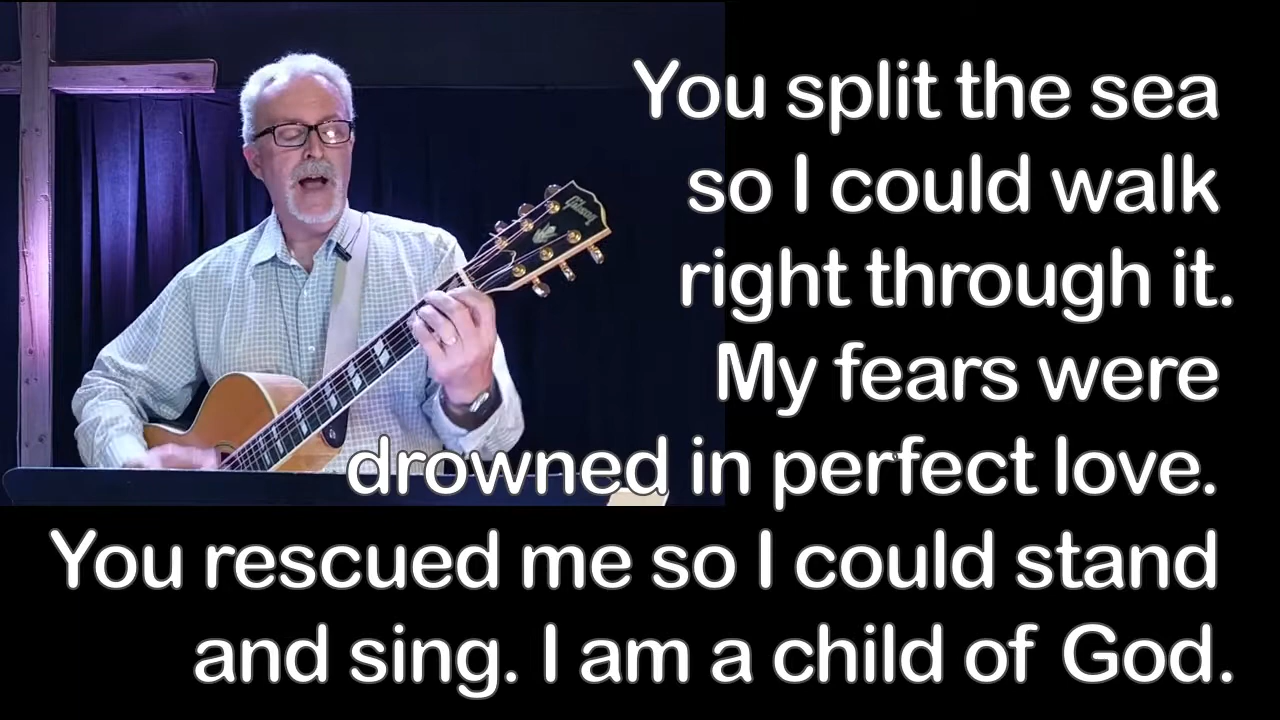 Gibson
You split the sea
so I could walk
right through it.
My fears were
drowned in perfect love.
You rescued me so I could stand
and sing. I am a child of God.